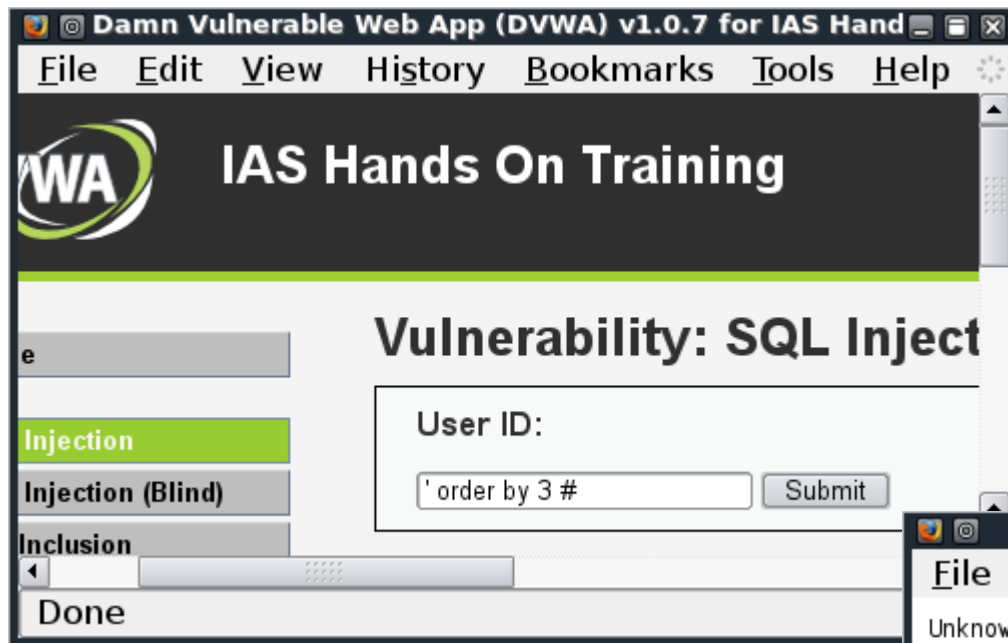 Damn Vulnerable Web App (DVWA) v1.0.7 for IAS Hand
File Edit View History Bookmarks Tools Help
WA IAS Hands On Training
Vulnerability: SQL Inject
e
User ID:
Injection
' order by 3 # Submit
Injection (Blind)
Inclusion
File
Done
Unknow